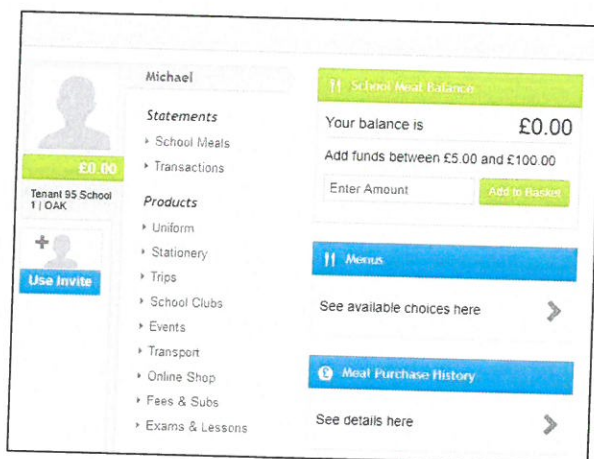 £0.00
Tenant 95 School
1 | OAK
Use Invite
Michael
Statements
School Meals
Transactions
Products
Uniform
Stationery
Trips
School Clubs
Events
Transport
Online Shop
Fees & Subs
Exams & Lessons
School Meal Balance
Your balance is £0.00
Add funds between £5.00 and £100.00
Enter Amount Add to Basket
Menus
See available choices here
£ Meal Purchase History
See details here